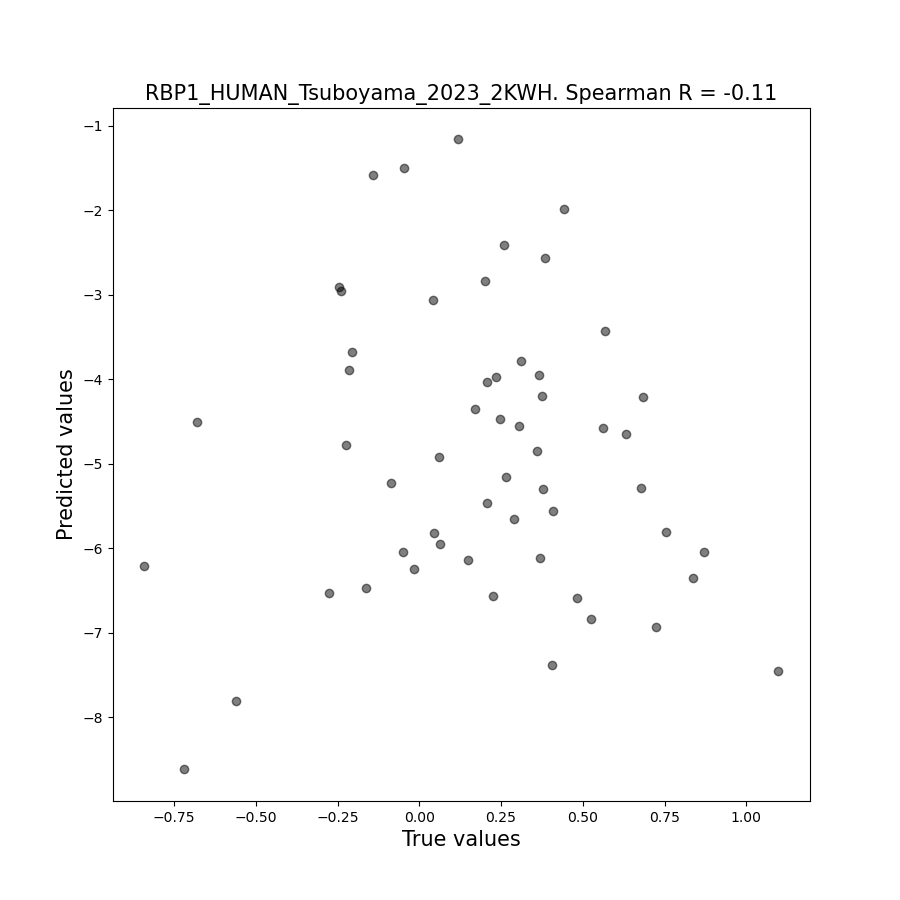 RBP1_HUMAN_Tsuboyama_2023_2KWH. Spearman R = -0.11
−1
−2
−3
−4
−5
−6
−7
−8
Predicted values
−0.75 −0.50 −0.25 0.00 0.25 0.50 0.75 1.00
True values